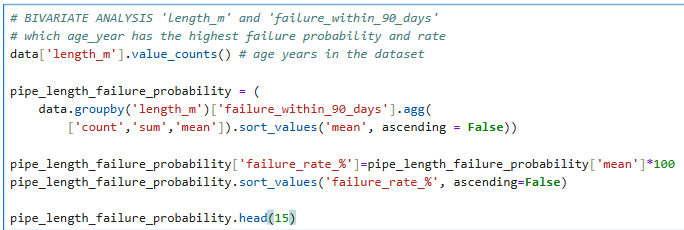 # BIVARIATE ANALYSIS 'length_m' and 'failure_within_90_days'
# which age_year has the highest failure probability and rate
data['length_m'].value_counts() # age years in the dataset
pipe_length_failure_probability = (
    data.groupby('length_m')['failure_within_90_days'].agg(
        ['count','sum','mean']).sort_values('mean', ascending = False))
pipe_length_failure_probability['failure_rate_%']=pipe_length_failure_probability['mean']*100
pipe_length_failure_probability.sort_values('failure_rate_%', ascending=False)
pipe_length_failure_probability.head(15)